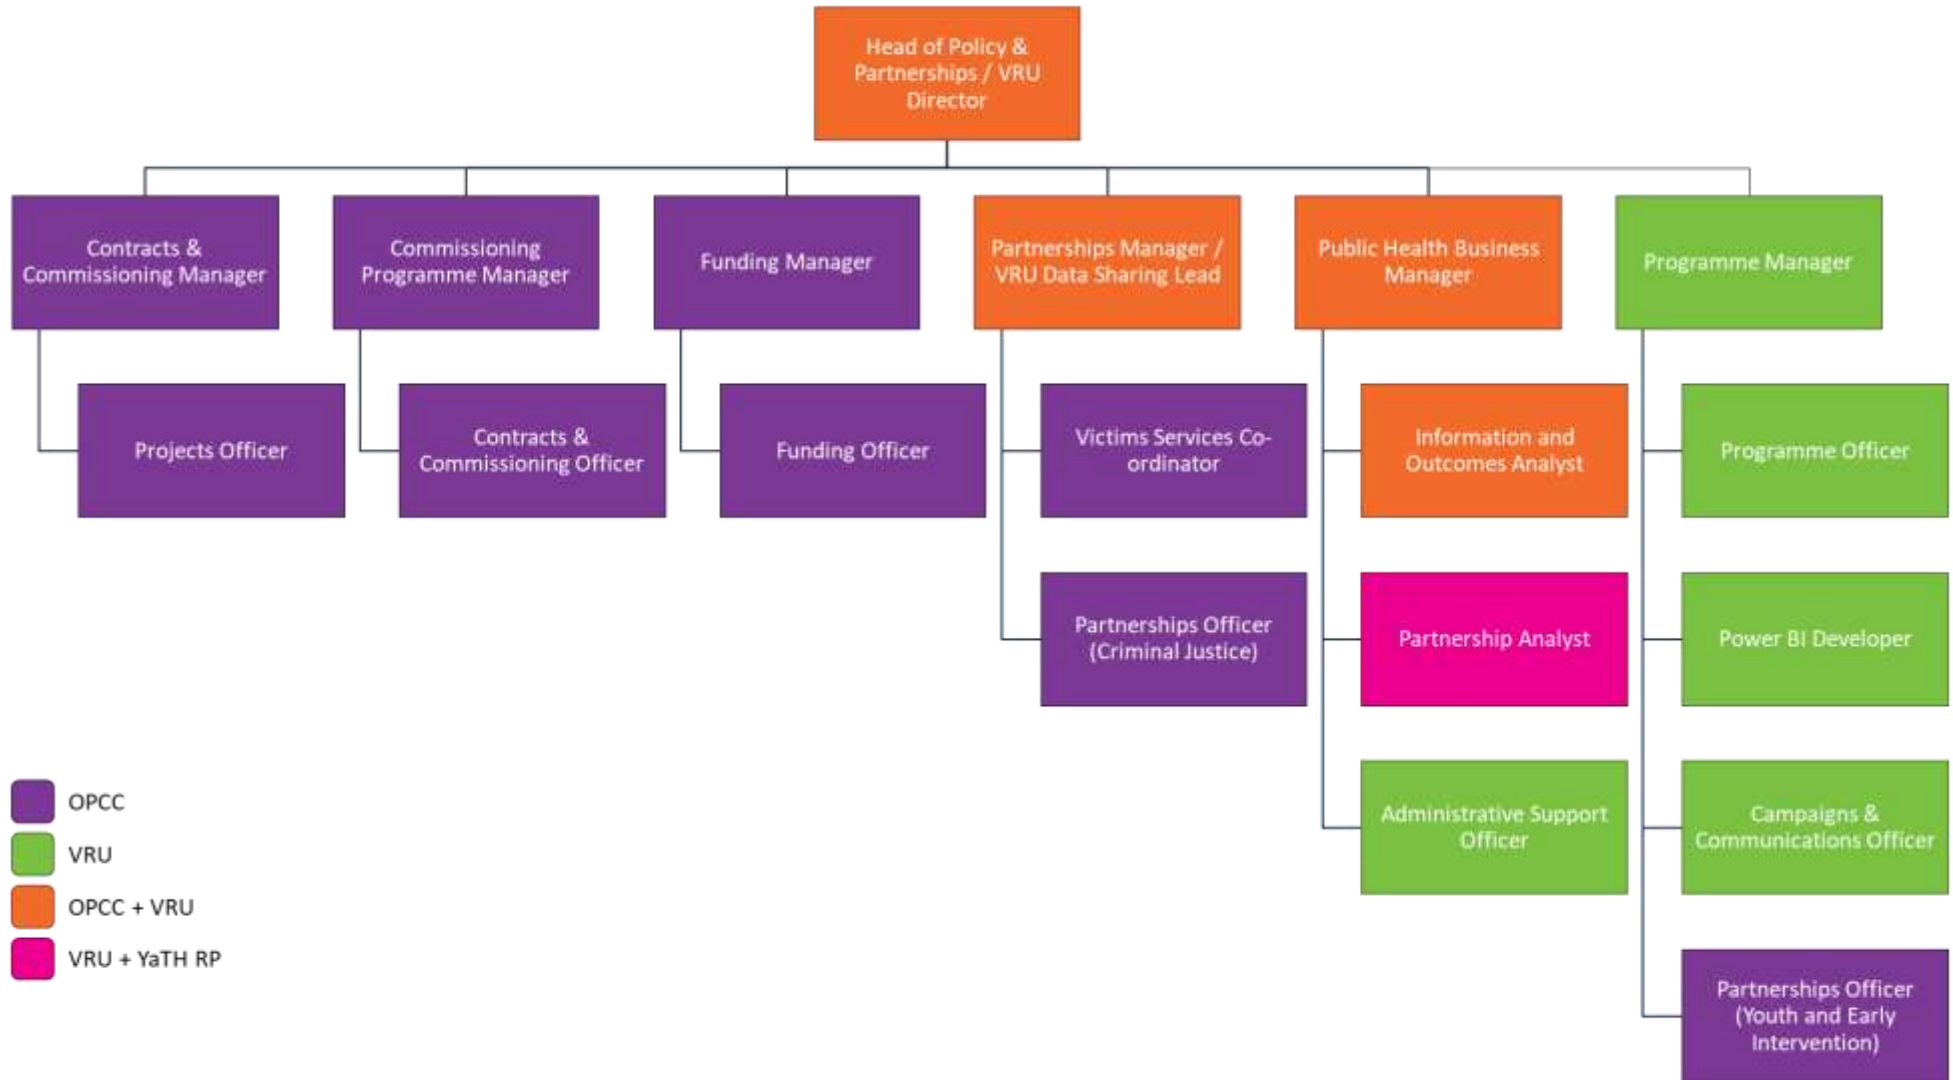 Head of Policy &
Partnerships / VRU
Director
Contracts &
Commissioning Manager
Commissioning
Programme Manager
Funding Manager
Partnerships Manager /
VRU Data Sharing Lead
Public Health Business
Manager
Programme Manager
Projects Officer
Contracts &
Commissioning Officer
Funding Officer
Victims Services Co-
ordinator
Information and
Outcomes Analyst
Programme Officer
Partnerships Officer
(Criminal Justice)
Partnership Analyst
Power BI Developer
Administrative Support
Officer
Campaigns &
Communications Officer
Partnerships Officer
(Youth and Early
Intervention)
OPCC
VRU
OPCC + VRU
VRU + YaTH RP